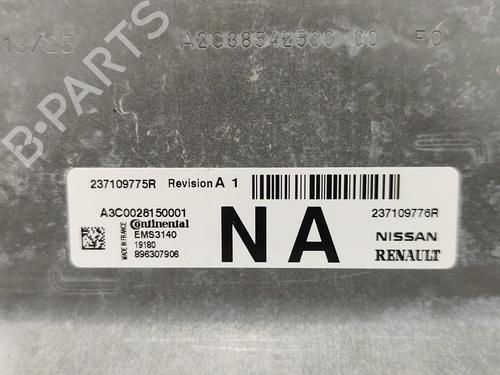 19/25 A2C38542500 00 F0
237109775R Revision A 1
A3C0028150001
Continental
EMS3140
19180
896307906
MADE IN FRANCE
N A
237109776R
NISSAN
RENAULT
B-PARTS